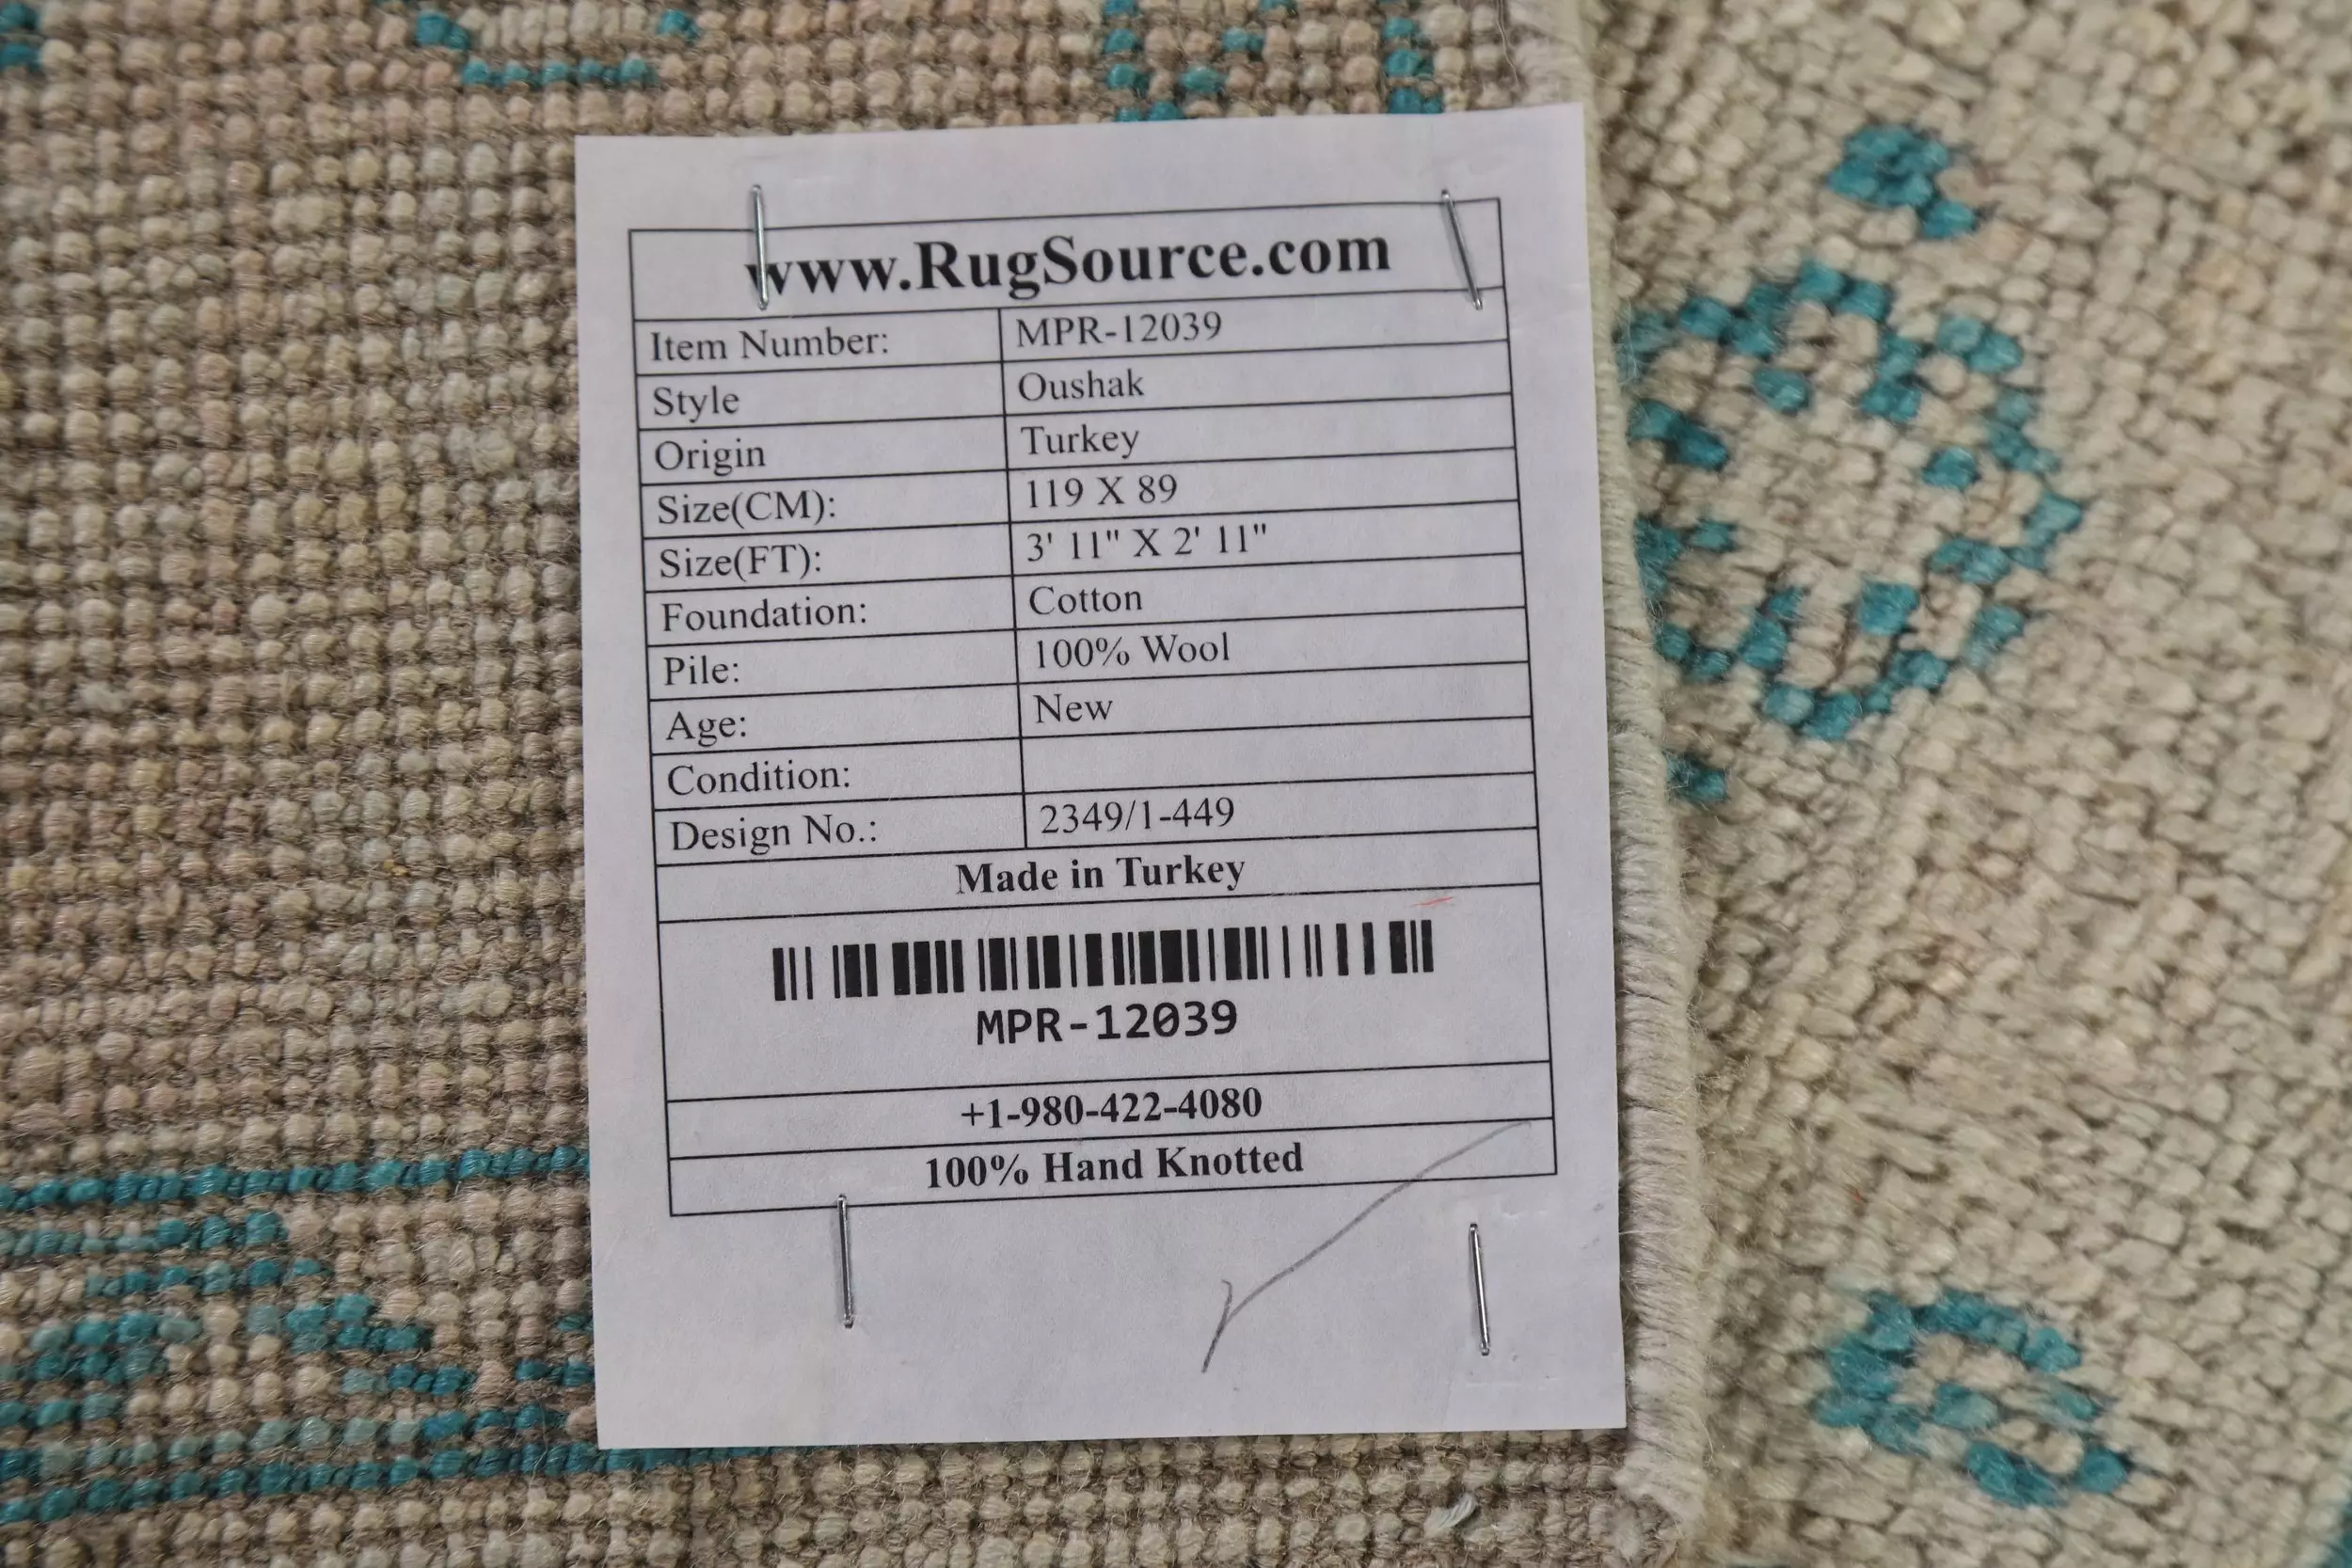 www.RugSource.com
Item Number: MPR-12039
Style Oushak
Origin Turkey
Size(CM): 119 X 89
Size(FT): 3' 11" X 2' 11"
Foundation: Cotton
Pile: 100% Wool
Age: New
Condition:
Design No.: 2349/1-449
Made in Turkey
MPR-12039
+1-980-422-4080
100% Hand Knotted